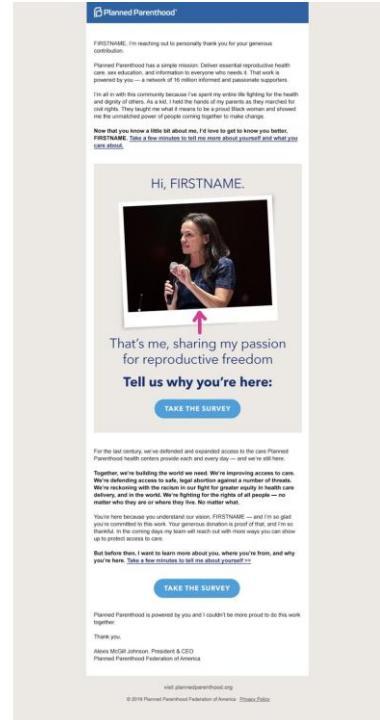 Planned Parenthood®
FIRSTNAME, I'm reaching out to personally thank you for your generous
contribution.
Planned Parenthood has a simple mission: Deliver essential reproductive health
care, sex education, and information to everyone who needs it. That work is
powered by you — a network of 16 million informed and passionate supporters.
I'm all in with this community because I've spent my entire life fighting for the health
and dignity of others. As a kid, I held the hands of my parents as they marched for
civil rights. They taught me what it means to be a proud Black woman and showed
me the unmatched power of people coming together to make change.
Now that you know a little bit about me, I'd love to get to know you better,
FIRSTNAME. Take a few minutes to tell me more about yourself and what you
care about.
Hi, FIRSTNAME.
That's me, sharing my passion
for reproductive freedom
Tell us why you're here:
TAKE THE SURVEY
For the last century, we've defended and expanded access to the care Planned
Parenthood health centers provide each and every day — and we're still here.
Together, we're building the world we need. We're improving access to care.
We're defending access to safe, legal abortion against a number of threats.
We're reckoning with the racism in our fight for greater equity in health care
delivery, and in the world. We're fighting for the rights of all people — no
matter who they are or where they live. No matter what.
You're here because you understand our vision, FIRSTNAME — and I'm so glad
you're committed to this work. Your generous donation is proof of that, and I'm so
thankful. In the coming days my team will reach out with more ways you can show
up to protect access to care.
But before then, I want to learn more about you, where you're from, and why
you're here. Take a few minutes to tell me about yourself >>
TAKE THE SURVEY
Planned Parenthood is powered by you and I couldn't be more proud to do this work
together.
Thank you,
Alexis McGill Johnson, President & CEO
Planned Parenthood Federation of America
visit plannedparenthood.org
© 2019 Planned Parenthood Federation of America Privacy Policy